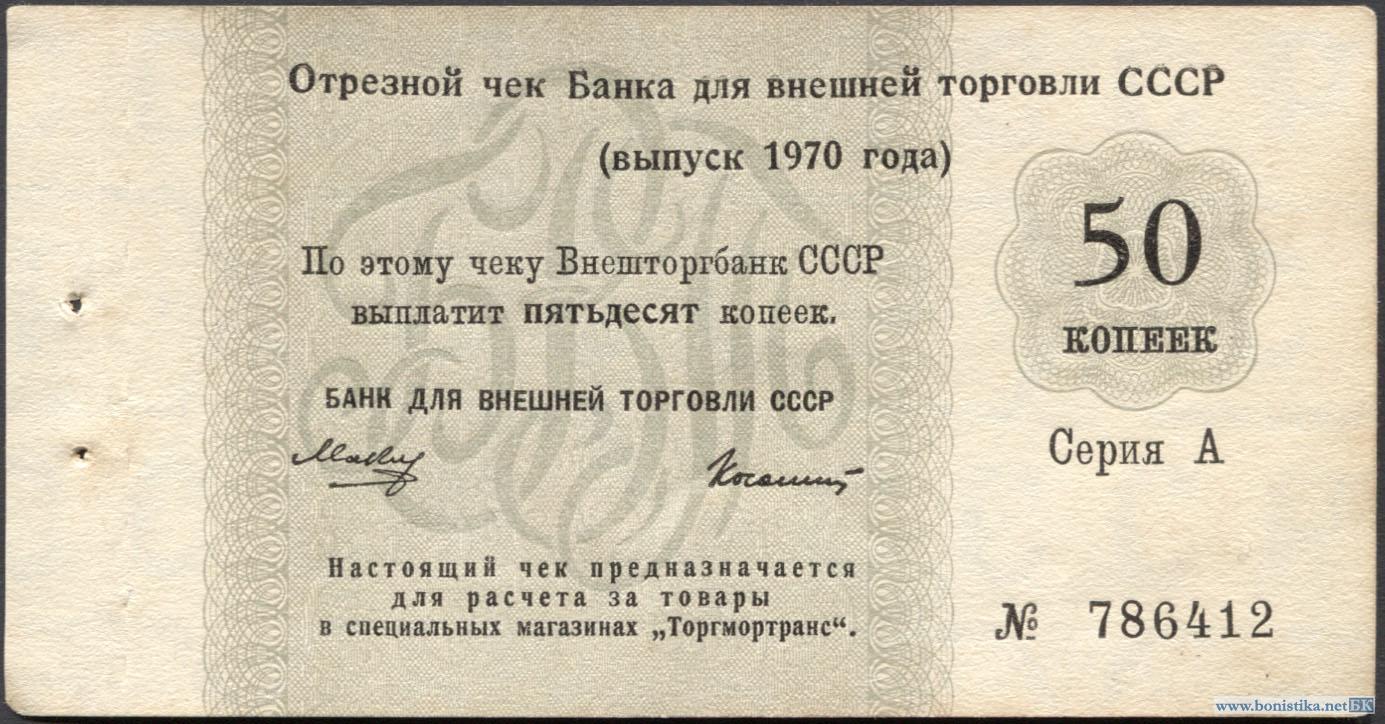 Отрезной чек Банка для внешней торговли СССР
(выпуск 1970 года)
50
КОПЕЕК
По этому чеку Внешторгбанк СССР
выплатит пятьдесят копеек.
БАНК ДЛЯ ВНЕШНЕЙ ТОРГОВЛИ СССР
Серия А
Настоящий чек предназначается
для расчета за товары
в специальных магазинах „Торгмортранс“.
№ 786412
www.bonistika.net БК